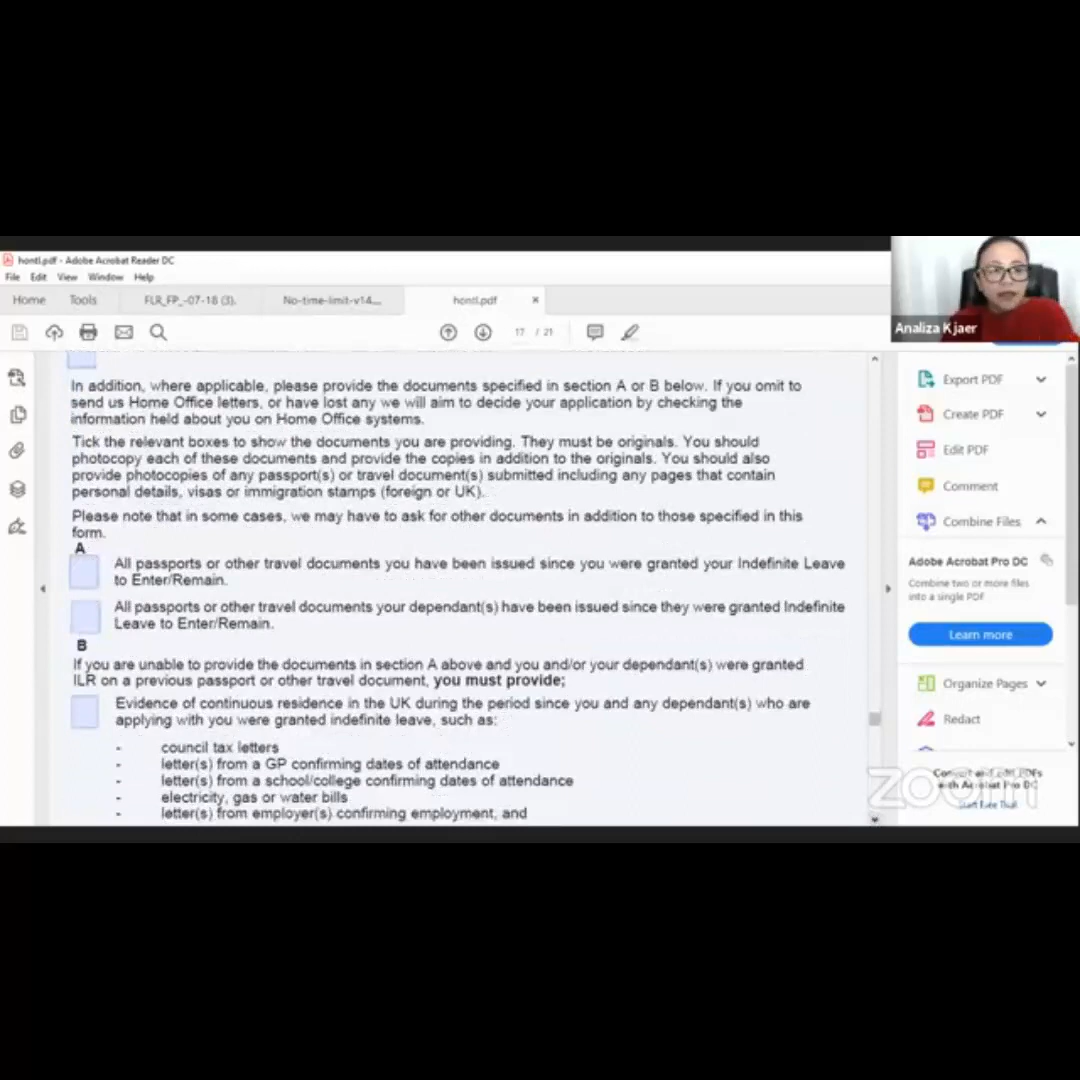 hontl.pdf - Adobe Acrobat Reader DC
File Edit View Window Help
Home Tools FLR_FP_-07-18 (3). No-time-limit-v14.... hontl.pdf ×
17 / 21
Analiza Kjaer
In addition, where applicable, please provide the documents specified in section A or B below. If you omit to
send us Home Office letters, or have lost any we will aim to decide your application by checking the
information held about you on Home Office systems.
Tick the relevant boxes to show the documents you are providing. They must be originals. You should
photocopy each of these documents and provide the copies in addition to the originals. You should also
provide photocopies of any passport(s) or travel document(s) submitted including any pages that contain
personal details, visas or immigration stamps (foreign or UK).
Please note that in some cases, we may have to ask for other documents in addition to those specified in this
form.
A
All passports or other travel documents you have been issued since you were granted your Indefinite Leave
to Enter/Remain.
All passports or other travel documents your dependant(s) have been issued since they were granted Indefinite
Leave to Enter/Remain.
B
If you are unable to provide the documents in section A above and you and/or your dependant(s) were granted
ILR on a previous passport or other travel document, you must provide;
Evidence of continuous residence in the UK during the period since you and any dependant(s) who are
applying with you were granted indefinite leave, such as:
- council tax letters
- letter(s) from a GP confirming dates of attendance
- letter(s) from a school/college confirming dates of attendance
- electricity, gas or water bills
- letter(s) from employer(s) confirming employment, and
Export PDF
Create PDF
Edit PDF
Comment
Combine Files
Adobe Acrobat Pro DC
Combine two or more files
into a single PDF
Learn more
Organize Pages
Redact
Convert and edit PDFs
with Acrobat Pro DC
Start Free Trial
zoom